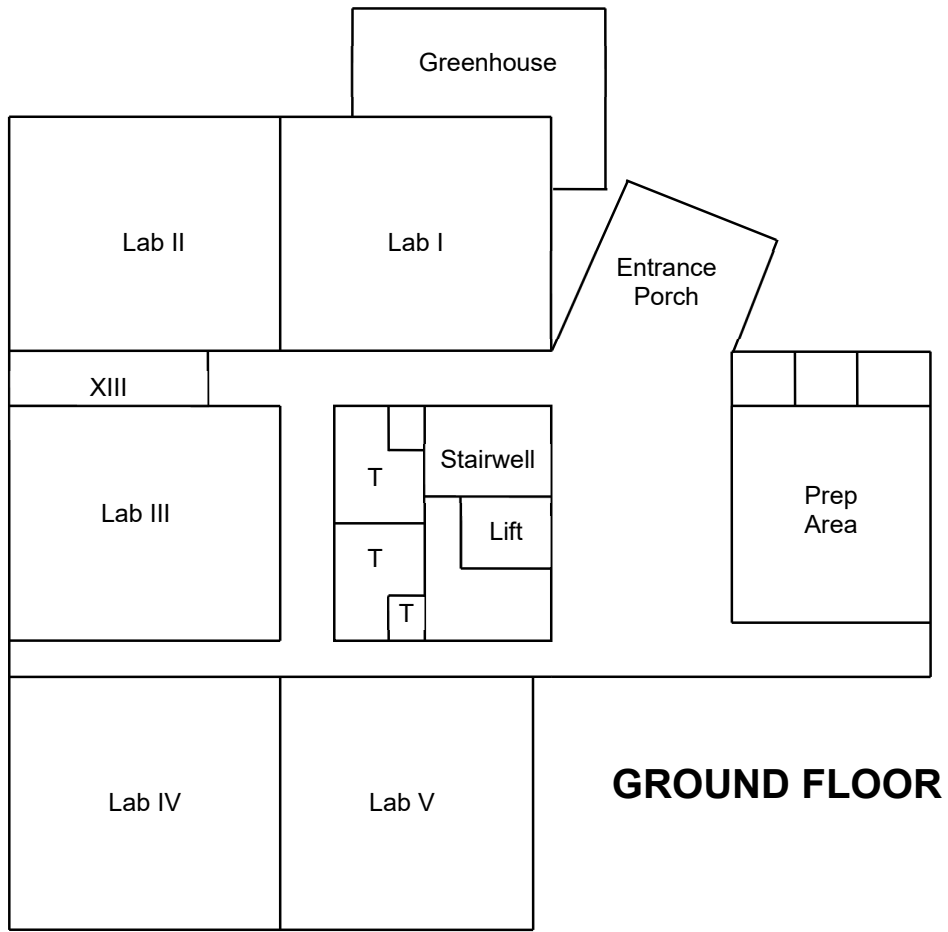 Greenhouse
Lab II
Lab I
Entrance
Porch
XIII
Stairwell
T
Lab III
Prep
Area
Lift
T
T
GROUND FLOOR
Lab IV
Lab V